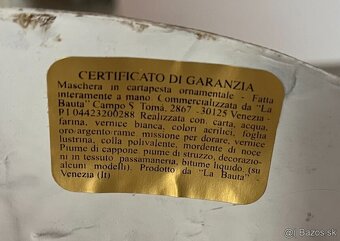 CERTIFICATO DI GARANZIA
Maschera in cartapesta ornamentale - Fatta
interamente a mano Commercializzata da "La
Bauta" Campo S Tomà. 2867 - 30125 Venezia -
P I 04423200288 Realizzata con, carta, acqua,
farina, vernice bianca, colori acrilici, foglia
oro argento rame missione per dorare, vernice
lustrina, colla polivalente, mordente di noce
Piume di cappone piume di struzzo, decorazio-
ni in tessuto passamaneria, bitume liquido, (su
alcuni modelli). Prodotto da "La Bauta" -
Venezia (It)
© Bazos.sk